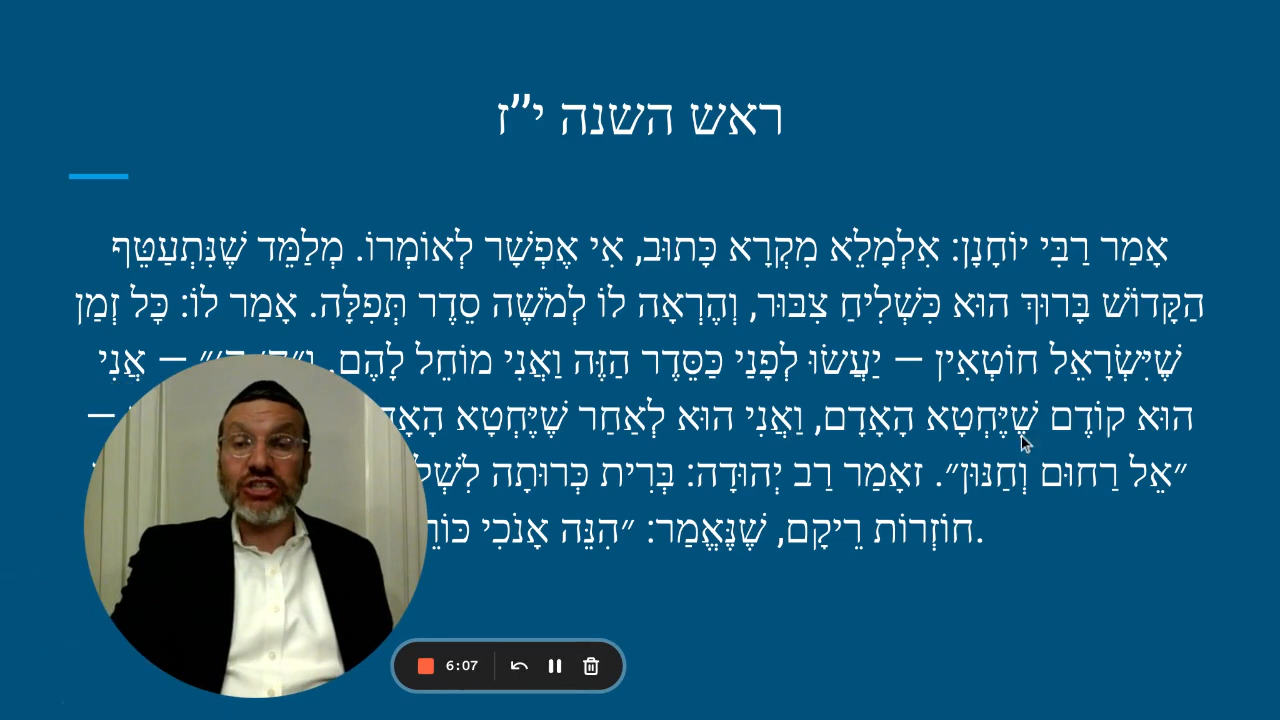 ראש השנה י”ז
אָמַר רַבִּי יוֹחָנָן: אִלְמָלֵא מִקְרָא כָּתוּב, אִי אֶפְשָׁר לְאוֹמְרוֹ. מְלַמֵּד שֶׁנִּתְעַטֵּף
הַקָּדוֹשׁ בָּרוּךְ הוּא כִּשְׁלִיחַ צִבּוּר, וְהֶרְאָה לוֹ לְמֹשֶׁה סֵדֶר תְּפִלָּה. אָמַר לוֹ: כׇּל זְמַן
שֶׁיִּשְׂרָאֵל חוֹטְאִין — יַעֲשׂוּ לְפָנַי כַּסֵּדֶר הַזֶּה וַאֲנִי מוֹחֵל לָהֶם. — אֲנִי
הוּא קוֹדֶם שֶׁיֶּחְטָא הָאָדָם, וַאֲנִי הוּא לְאַחַר שֶׁיֶּחְטָא —
״אֵל רַחוּם וְחַנּוּן״. זאָמַר רַב יְהוּדָה: בְּרִית כְּרוּתָה
חוֹזְרוֹת רֵיקָם, שֶׁנֶּאֱמַר: ״הִנֵּה אָנֹכִי .
6:07